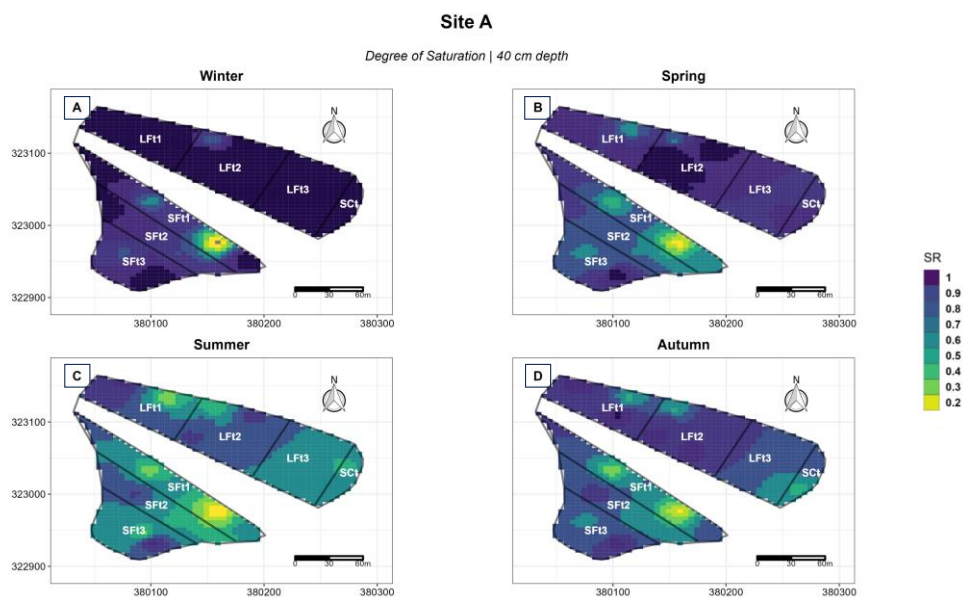 Site A
Degree of Saturation | 40 cm depth
Winter
A
N
LFt1
LFt2
LFt3
SCt
SFt1
SFt2
SFt3
0 30 60m
323100
323000
322900
380100 380200 380300
Spring
B
N
LFt1
LFt2
LFt3
SCt
SFt1
SFt2
SFt3
0 30 60m
380100 380200 380300
Summer
C
N
LFt1
LFt2
LFt3
SCt
SFt1
SFt2
SFt3
0 30 60m
323100
323000
322900
380100 380200 380300
Autumn
D
N
LFt1
LFt2
LFt3
SCt
SFt1
SFt2
SFt3
0 30 60m
380100 380200 380300
SR
1
0.9
0.8
0.7
0.6
0.5
0.4
0.3
0.2